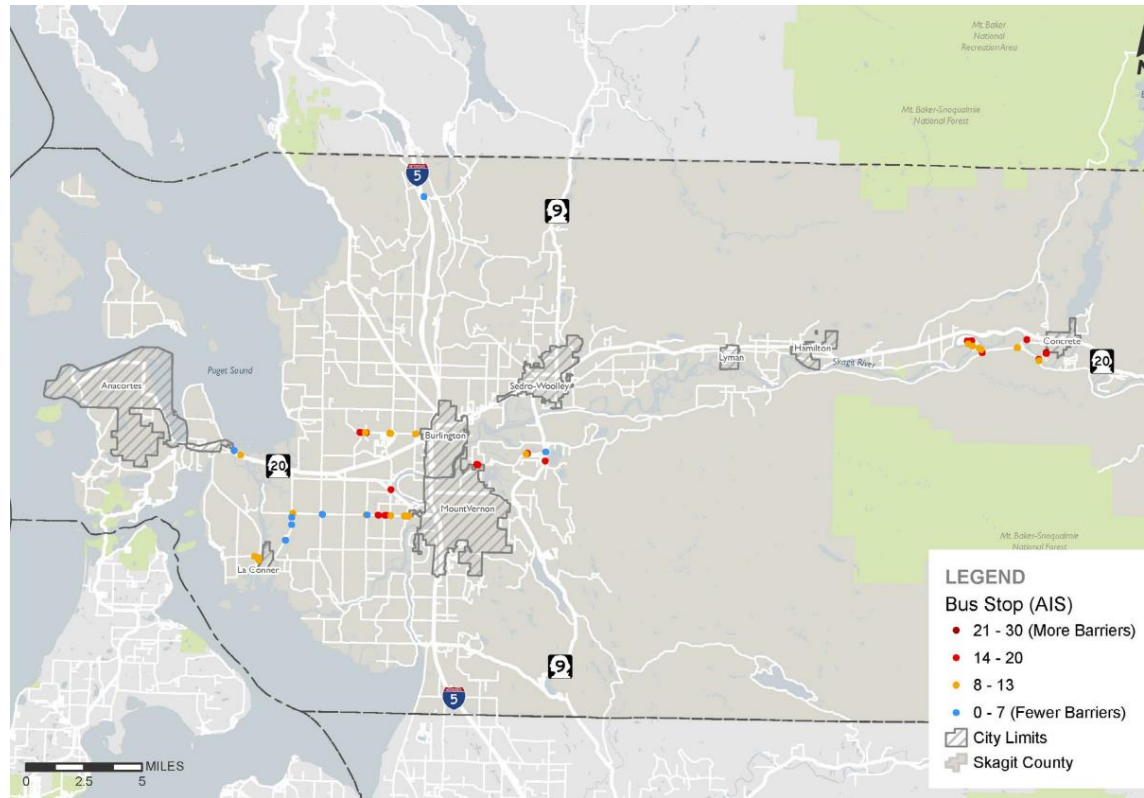 Mt. Baker
National
Recreation Area
Mt. Baker-Snoqualmie
National Forest
N
5
9
Puget Sound
Anacortes
Sedro-Woolley
Lyman
Hamilton
Skagit River
Concrete
20
Burlington
20
MountVernon
La Conner
Mt. Baker-Snoqualmie
National Forest
9
5
LEGEND
Bus Stop (AIS)
21 - 30 (More Barriers)
14 - 20
8 - 13
0 - 7 (Fewer Barriers)
City Limits
Skagit County
MILES
0 2.5 5